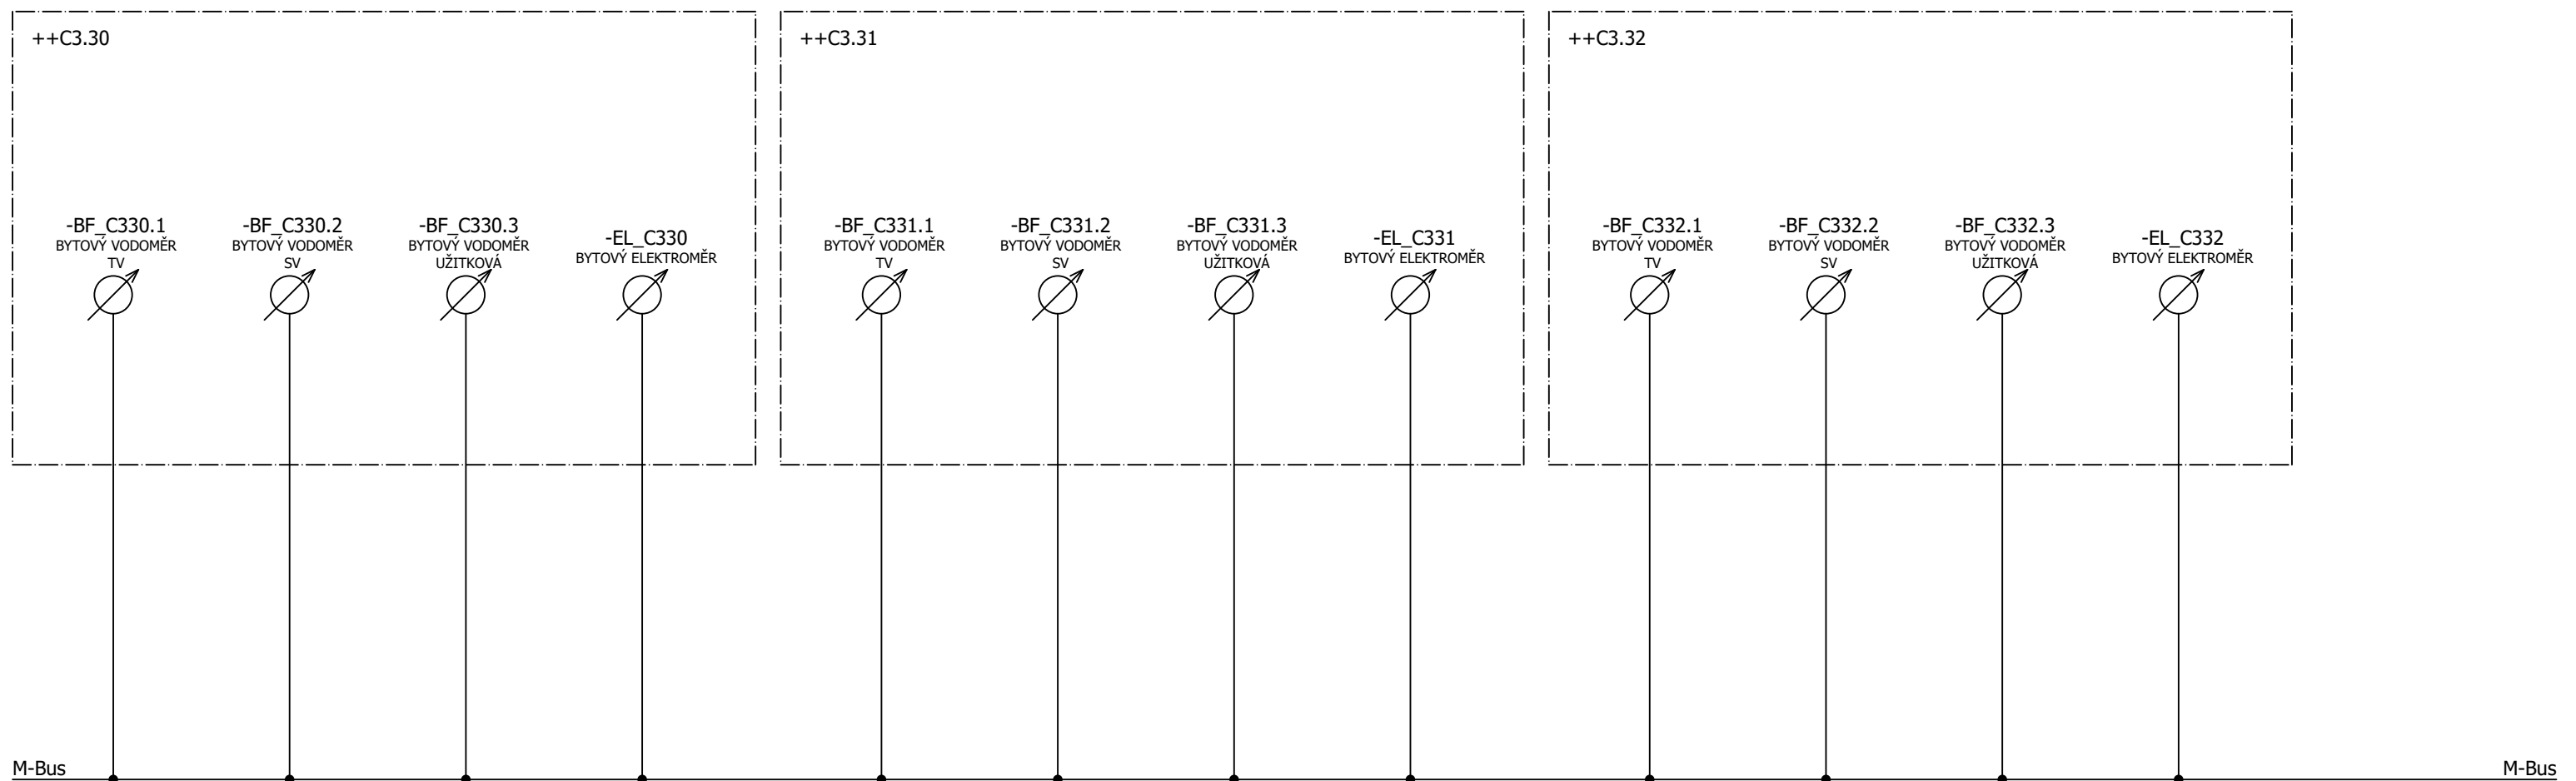 ++C3.30
-BF_C330.1
BYTOVÝ VODOMĚR
TV
-BF_C330.2
BYTOVÝ VODOMĚR
SV
-BF_C330.3
BYTOVÝ VODOMĚR
UŽITKOVÁ
-EL_C330
BYTOVÝ ELEKTROMĚR
++C3.31
-BF_C331.1
BYTOVÝ VODOMĚR
TV
-BF_C331.2
BYTOVÝ VODOMĚR
SV
-BF_C331.3
BYTOVÝ VODOMĚR
UŽITKOVÁ
-EL_C331
BYTOVÝ ELEKTROMĚR
++C3.32
-BF_C332.1
BYTOVÝ VODOMĚR
TV
-BF_C332.2
BYTOVÝ VODOMĚR
SV
-BF_C332.3
BYTOVÝ VODOMĚR
UŽITKOVÁ
-EL_C332
BYTOVÝ ELEKTROMĚR
M-Bus
M-Bus